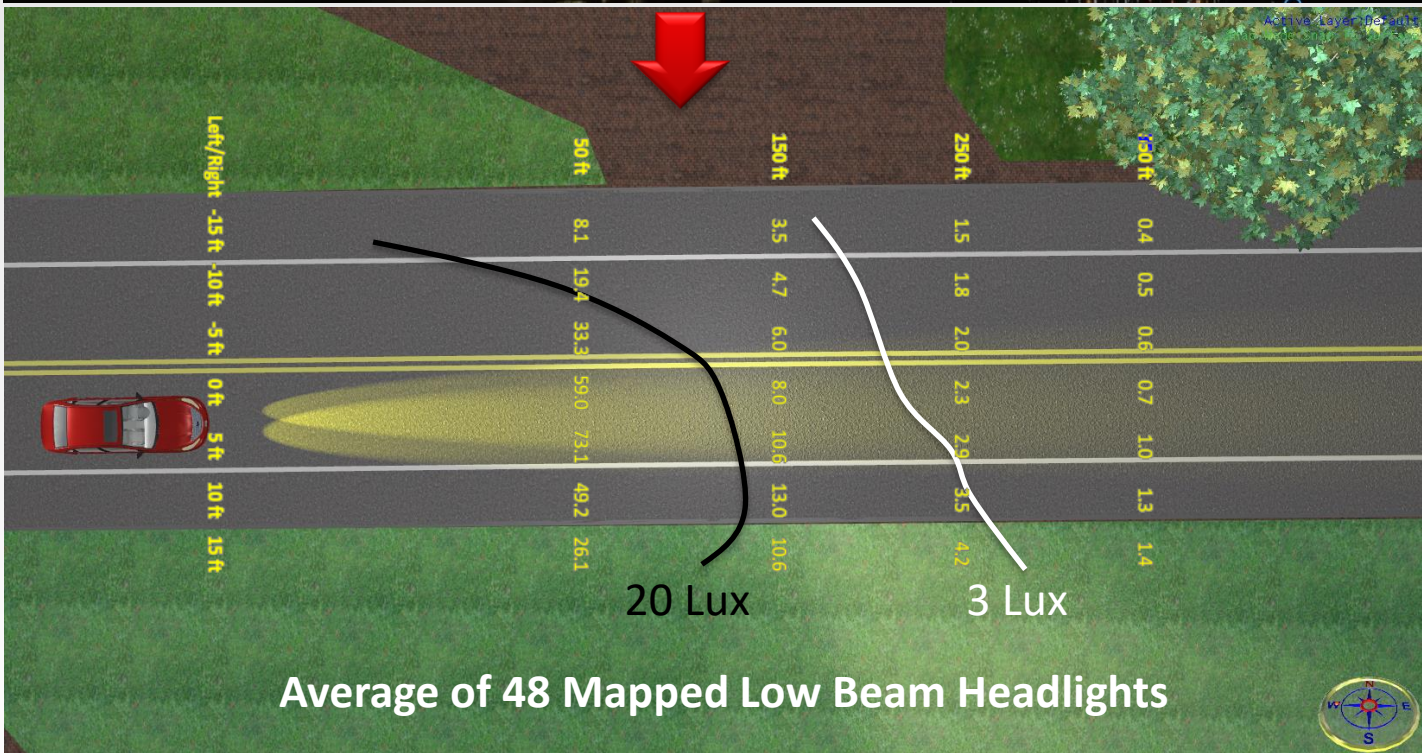 Active Layer:Default
Left/Right -15 ft -10 ft -5 ft 0 ft 5 ft 10 ft 15 ft
50 ft 8.1 19.4 33.3 59.0 73.1 49.2 26.1
150 ft 3.5 4.7 6.0 8.0 10.6 13.0 10.6
250 ft 1.5 1.8 2.0 2.3 2.9 3.5 4.2
0.4 0.5 0.6 0.7 1.0 1.3 1.4
20 Lux
3 Lux
Average of 48 Mapped Low Beam Headlights
N
W E
S